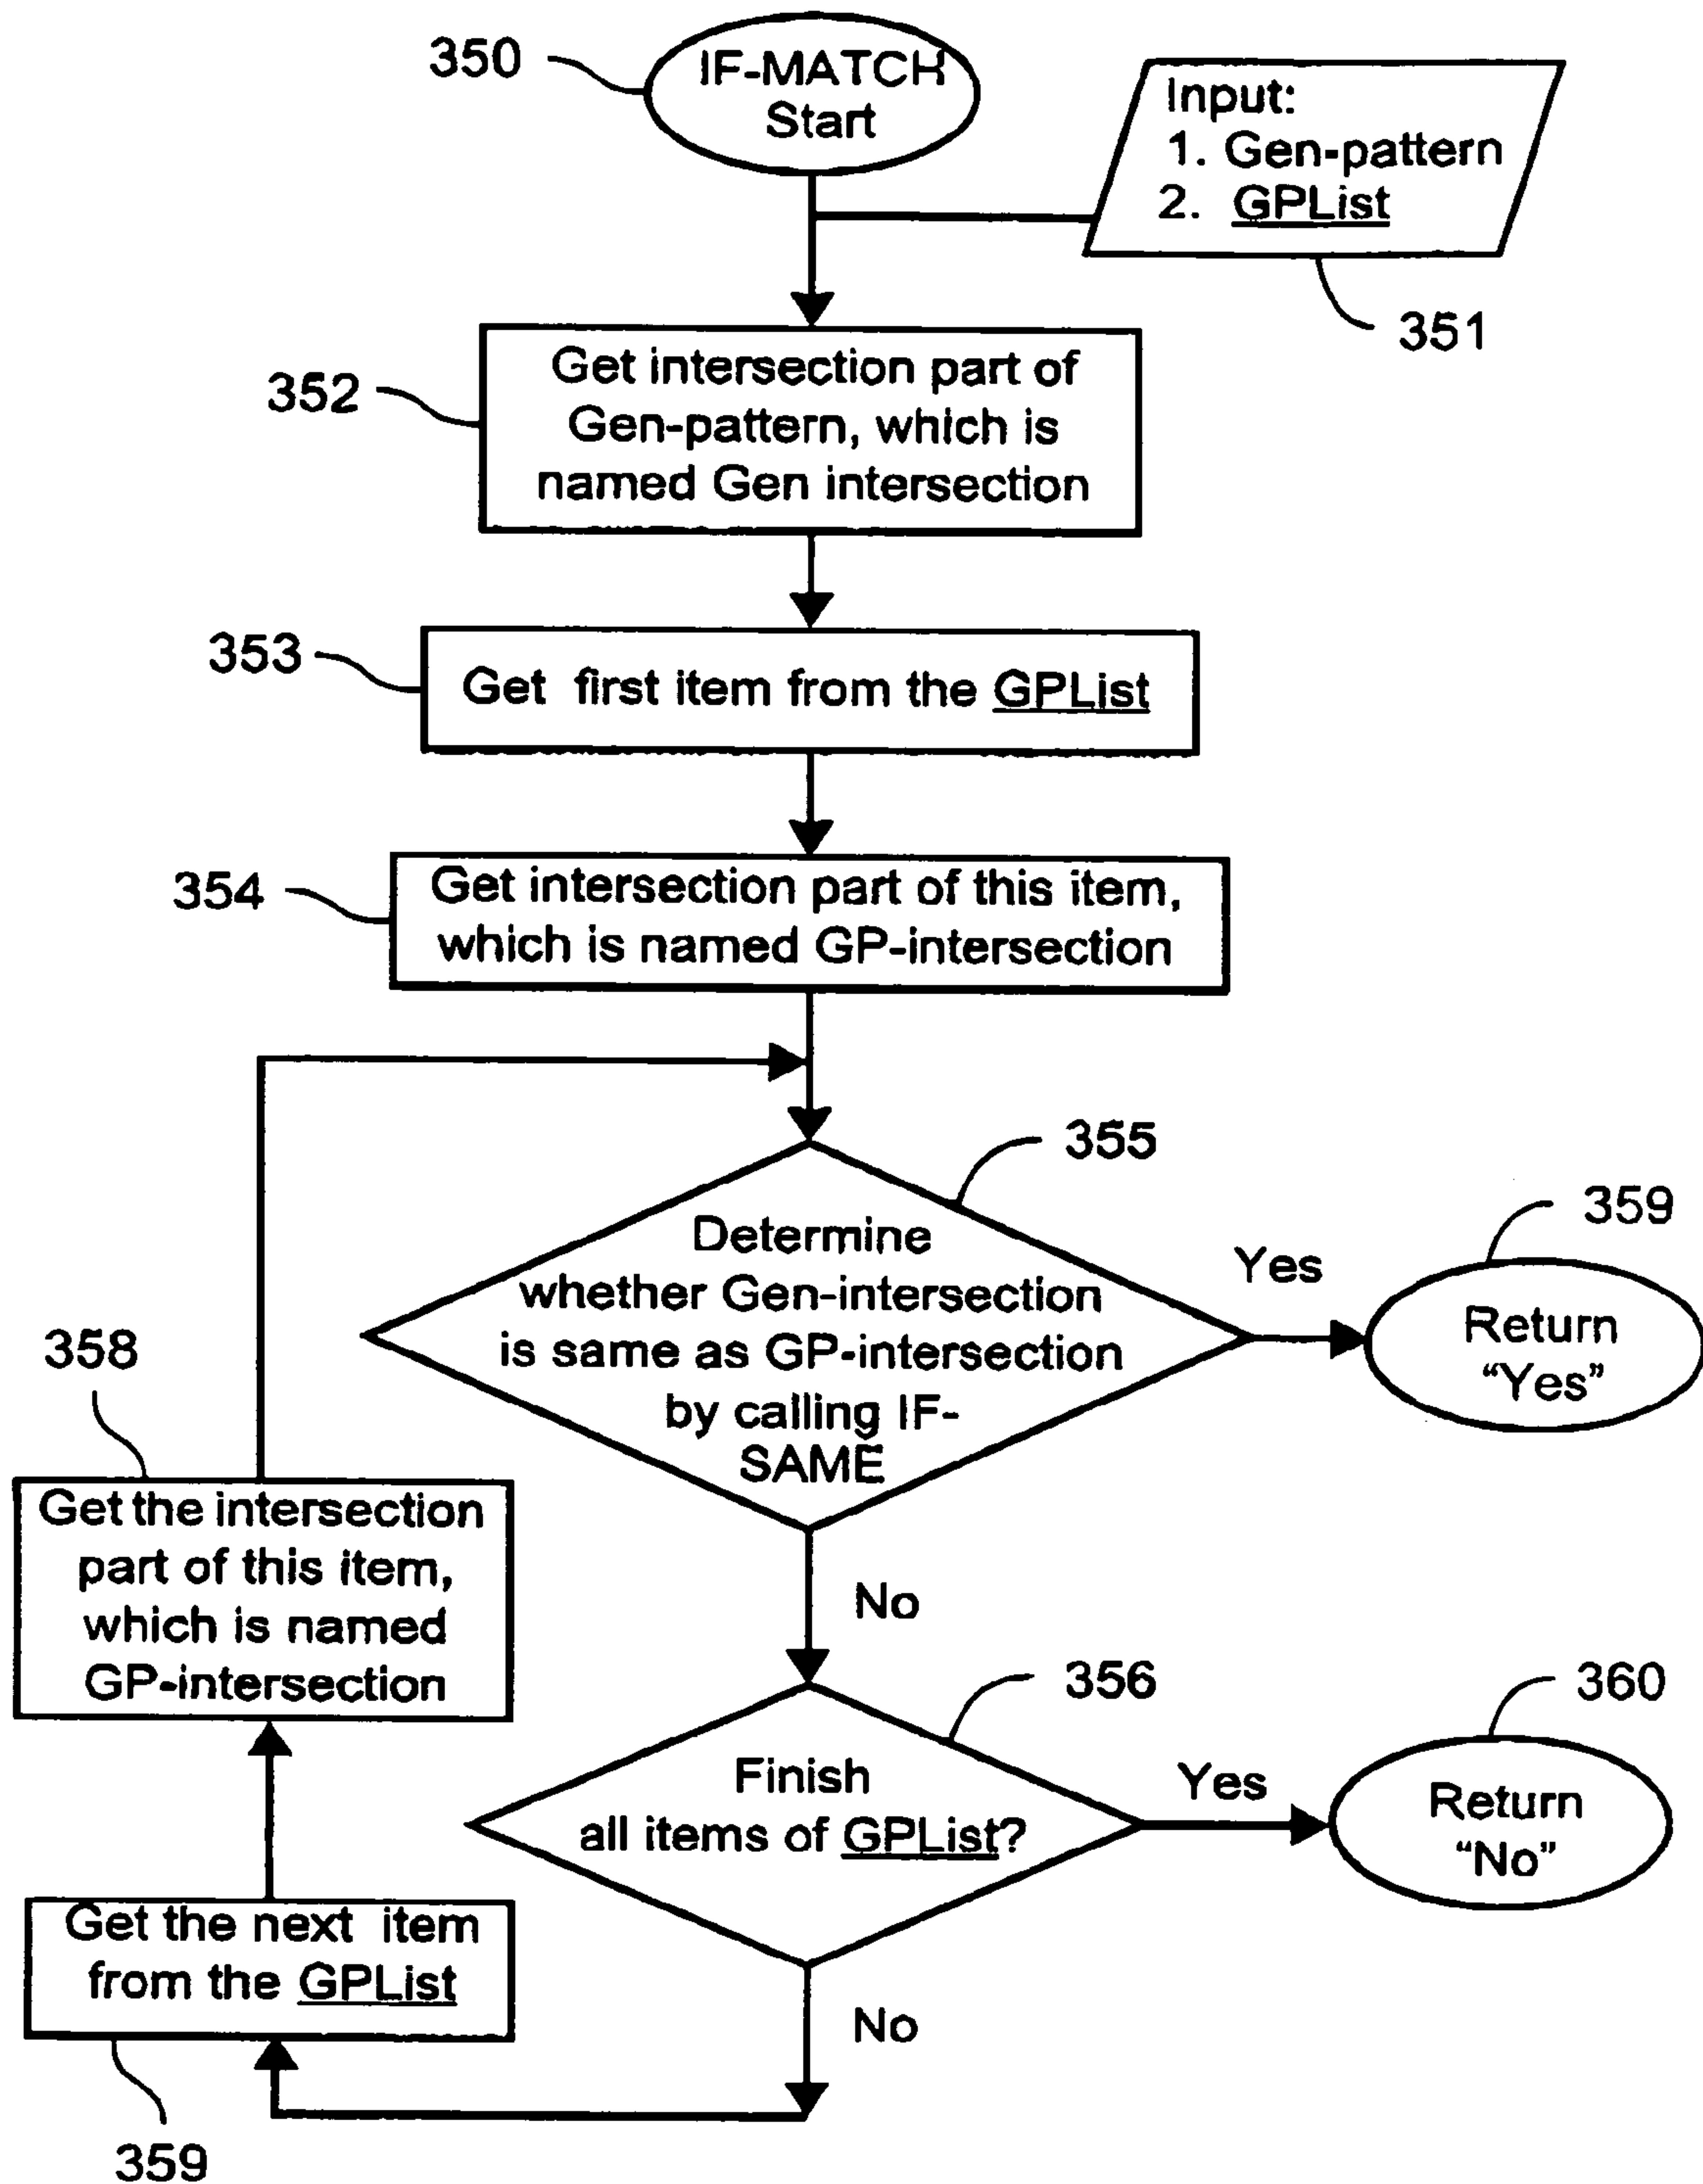 350
IF-MATCH
Start
Input:
1. Gen-pattern
2. GPList
351
352
Get intersection part of
Gen-pattern, which is
named Gen intersection
353
Get first item from the GPList
354
Get intersection part of this item,
which is named GP-intersection
355
Determine
whether Gen-intersection
is same as GP-intersection
by calling IF-
SAME
Yes
359
Return
“Yes”
358
Get the intersection
part of this item,
which is named
GP-intersection
No
356
Finish
all items of GPList?
Yes
360
Return
“No”
Get the next item
from the GPList
No
359